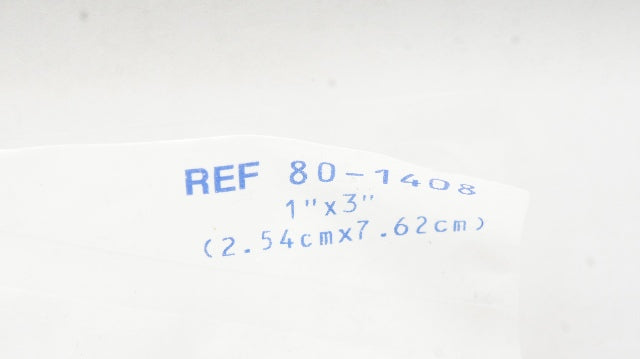 REF 80-1408
1"x3"
(2.54cmx7.62cm)